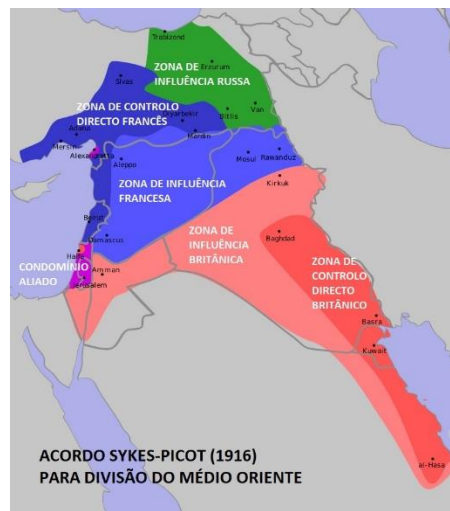 Trebizond
Erzurum
ZONA DE
INFLUÊNCIA RUSSA
Sivas
Van
Bitlis
ZONA DE CONTROLO
DIRECTO FRANCÊS
Diyarbekir
Mardin
Adana
Mersin
Alexandretta
Aleppo
Mosul
Rawanduz
Kirkuk
ZONA DE INFLUÊNCIA
FRANCESA
Beirut
Damascus
ZONA DE
INFLUÊNCIA
BRITÂNICA
Baghdad
ZONA DE
CONTROLO
DIRECTO
BRITÂNICO
Haifa
CONDOMÍNIO
ALIADO
Amman
Jerusalem
Basra
Kuwait
al-Hasa
ACORDO SYKES-PICOT (1916)
PARA DIVISÃO DO MÉDIO ORIENTE